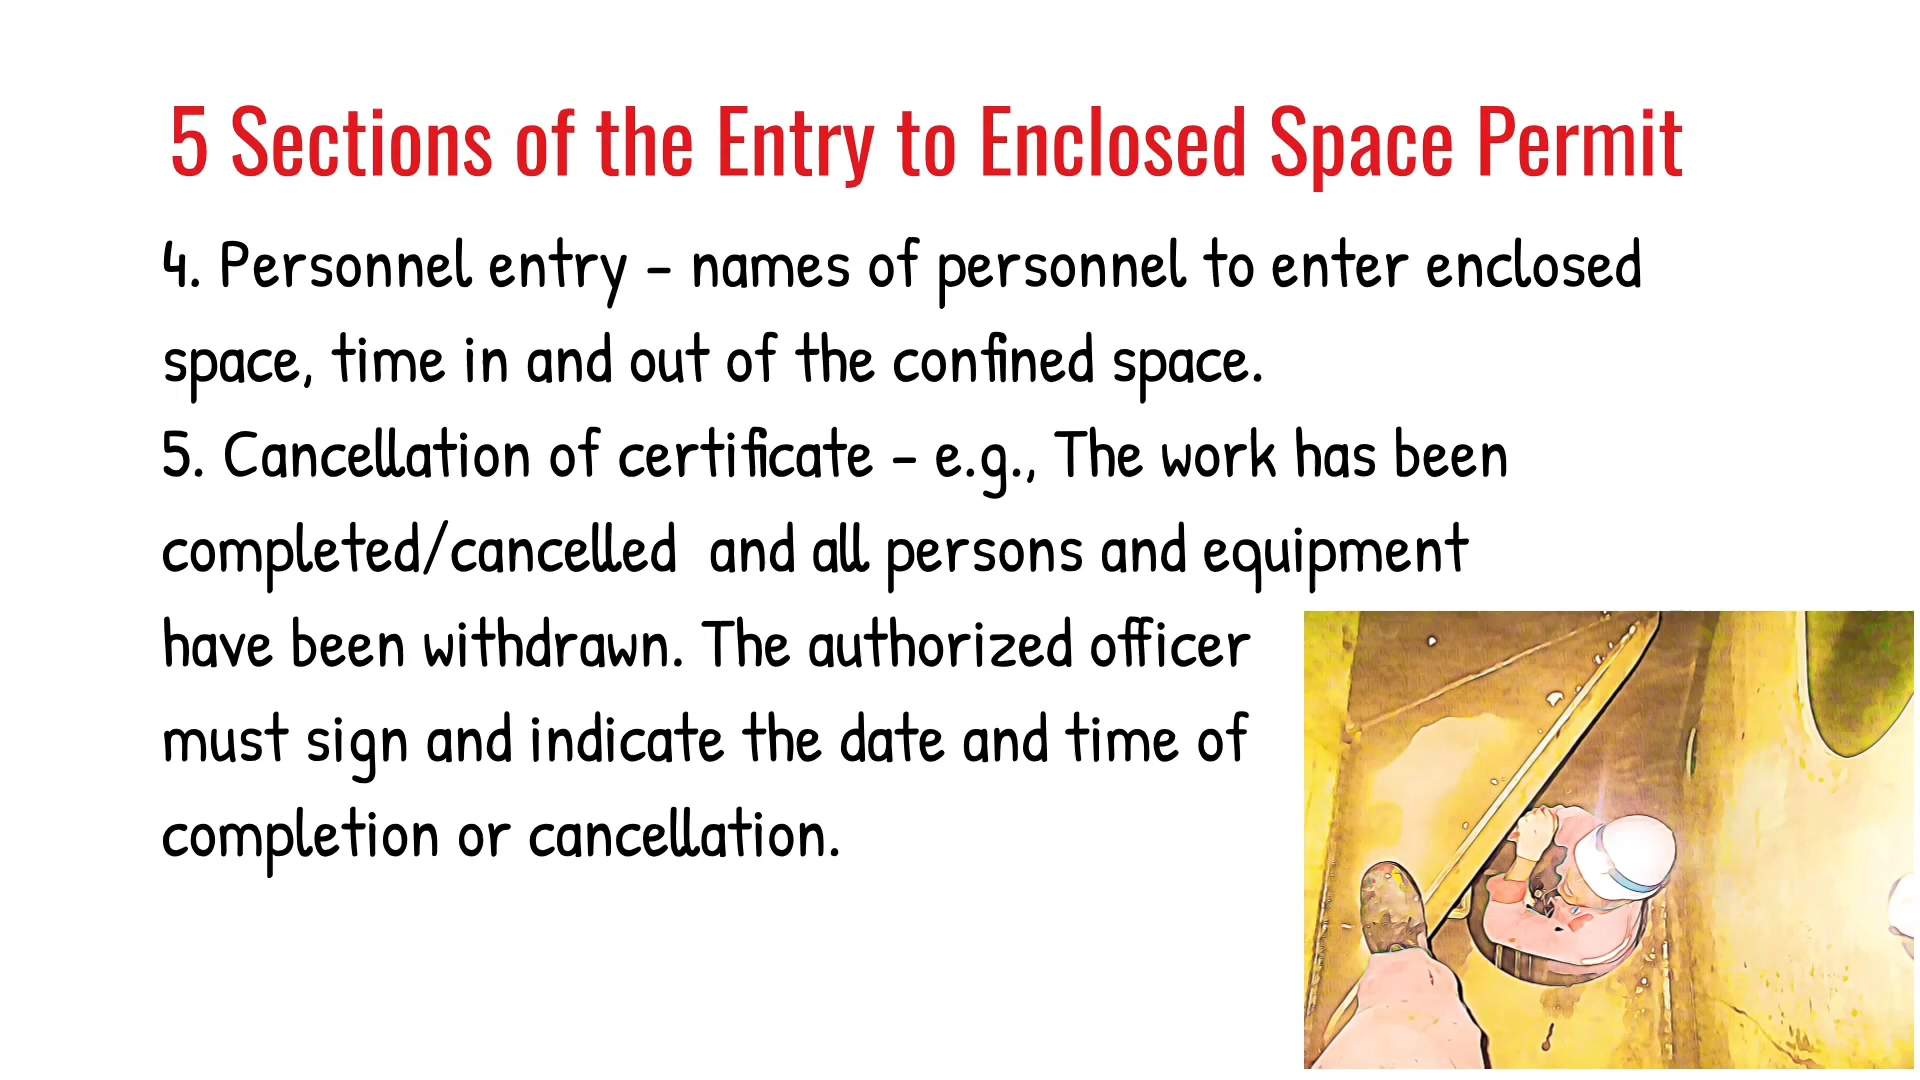 5 Sections of the Entry to Enclosed Space Permit
4. Personnel entry - names of personnel to enter enclosed
space, time in and out of the confined space.
5. Cancellation of certificate - e.g., The work has been
completed/cancelled  and all persons and equipment
have been withdrawn. The authorized officer
must sign and indicate the date and time of
completion or cancellation.